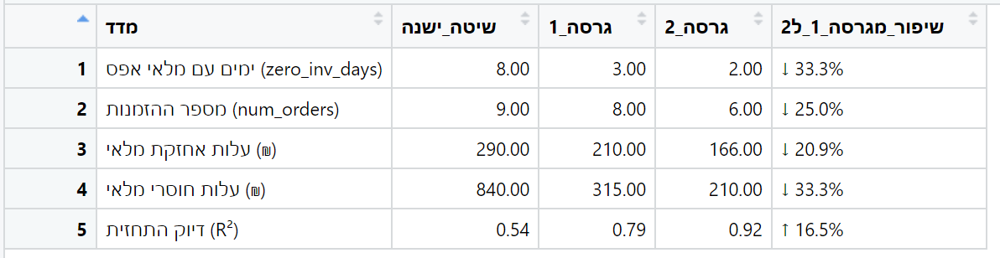 מדד שיטה_ישנה גרסה_1 גרסה_2 שיפור_מגרסה_1_ל2
1 ימים עם מלאי אפס (zero_inv_days) 8.00 3.00 2.00 ↓ 33.3%
2 מספר ההזמנות (num_orders) 9.00 8.00 6.00 ↓ 25.0%
3 עלות אחזקת מלאי (₪) 290.00 210.00 166.00 ↓ 20.9%
4 עלות חוסרי מלאי (₪) 840.00 315.00 210.00 ↓ 33.3%
5 דיוק התחזית (R²) 0.54 0.79 0.92 ↑ 16.5%